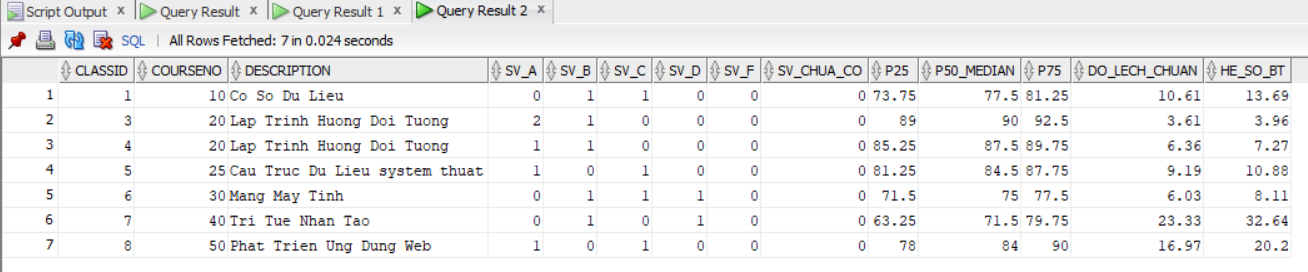 Script Output x Query Result x Query Result 1 x Query Result 2 x
SQL | All Rows Fetched: 7 in 0.024 seconds
CLASSID COURSENO DESCRIPTION SV_A SV_B SV_C SV_D SV_F SV_CHUA_CO P25 P50_MEDIAN P75 DO_LECH_CHUAN HE_SO_BT
1 1 10 Co So Du Lieu 0 1 1 0 0 0 73.75 77.5 81.25 10.61 13.69
2 3 20 Lap Trinh Huong Doi Tuong 2 1 0 0 0 0 89 90 92.5 3.61 3.96
3 4 20 Lap Trinh Huong Doi Tuong 1 1 0 0 0 0 85.25 87.5 89.75 6.36 7.27
4 5 25 Cau Truc Du Lieu system thuat 1 0 1 0 0 0 81.25 84.5 87.75 9.19 10.88
5 6 30 Mang May Tinh 0 1 1 1 0 0 71.5 75 77.5 6.03 8.11
6 7 40 Tri Tue Nhan Tao 0 1 0 1 0 0 63.25 71.5 79.75 23.33 32.64
7 8 50 Phat Trien Ung Dung Web 1 0 1 0 0 0 78 84 90 16.97 20.2